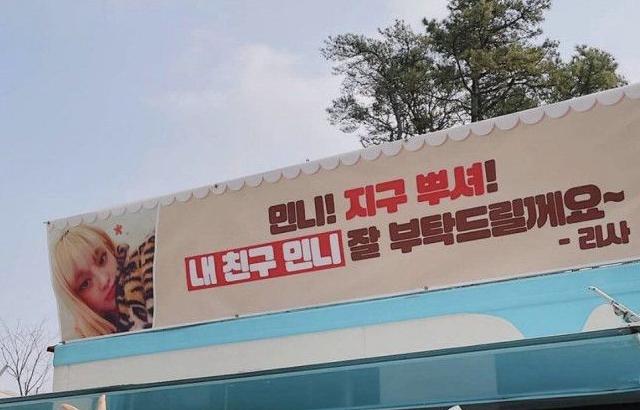 민니! 지구 뿌셔!
내 친구 민니 잘 부탁드릴게요~
- 리사